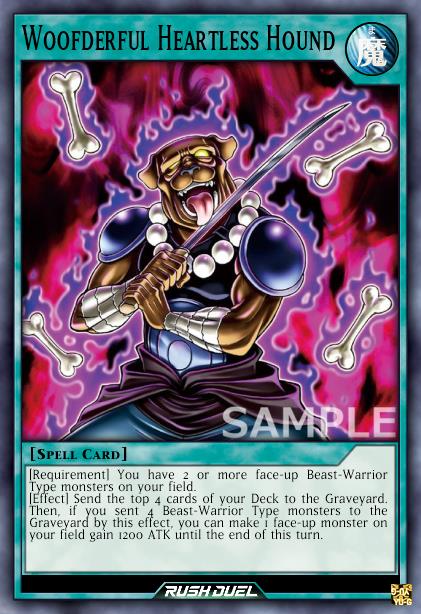 Woofderful Heartless Hound
ま
魔
SAMPLE
[Spell Card]
[Requirement] You have 2 or more face-up Beast-Warrior
Type monsters on your field.
[Effect] Send the top 4 cards of your Deck to the Graveyard.
Then, if you sent 4 Beast-Warrior Type monsters to the
Graveyard by this effect, you can make 1 face-up monster on
your field gain 1200 ATK until the end of this turn.
RUSH DUEL